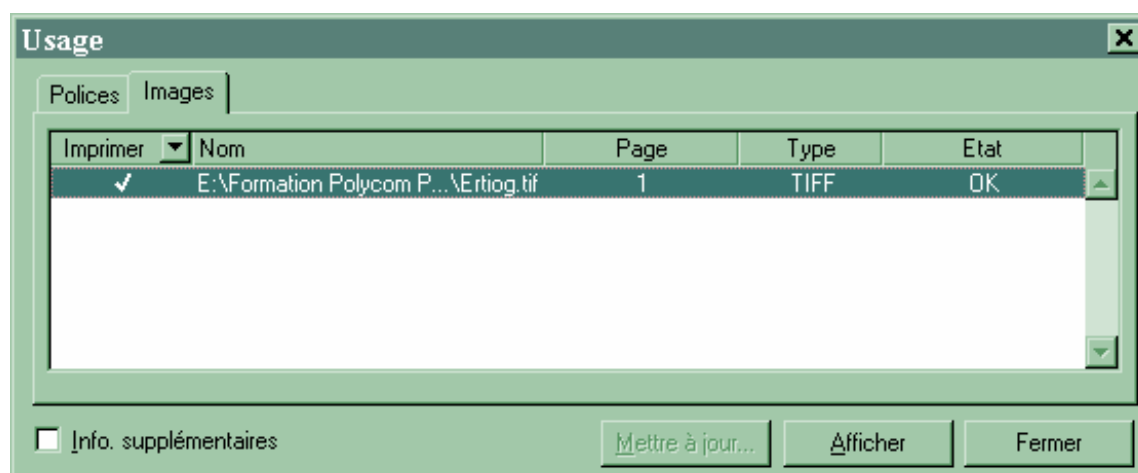 Usage
Polices Images
Imprimer Nom Page Type Etat
E:\Formation Polycom P...\Ertiog.tif 1 TIFF OK
Info. supplémentaires Mettre à jour... Afficher Fermer